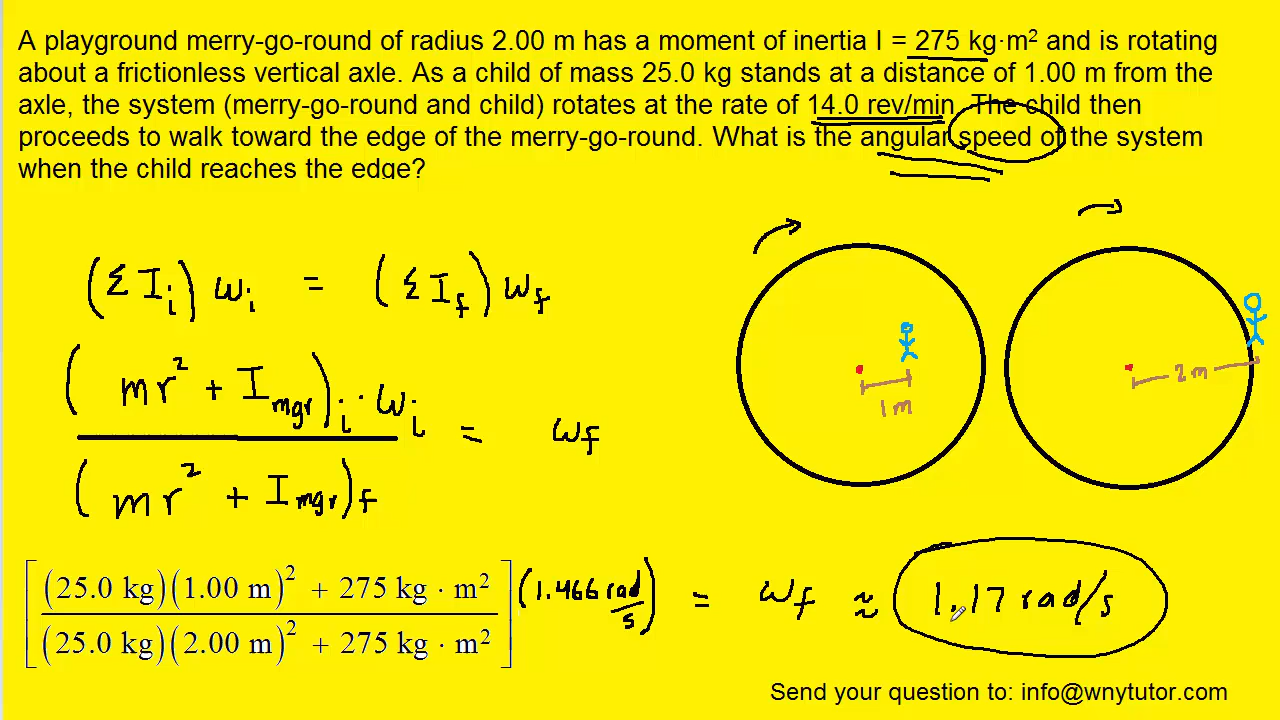 A playground merry-go-round of radius 2.00 m has a moment of inertia I = 275 kg·m² and is rotating
about a frictionless vertical axle. As a child of mass 25.0 kg stands at a distance of 1.00 m from the
axle, the system (merry-go-round and child) rotates at the rate of 14.0 rev/min. The child then
proceeds to walk toward the edge of the merry-go-round. What is the angular speed of the system
when the child reaches the edge?
(Σ Iᵢ) ωᵢ = (Σ I_f) ω_f
(mr² + I_mgr)ᵢ · ωᵢ
= ω_f
(mr² + I_mgr)_f
1m
2m
[(25.0 kg)(1.00 m)² + 275 kg · m²
(25.0 kg)(2.00 m)² + 275 kg · m²] (1.466 rad/s) = ω_f ≈ 1.17 rad/s
Send your question to: info@wnytutor.com